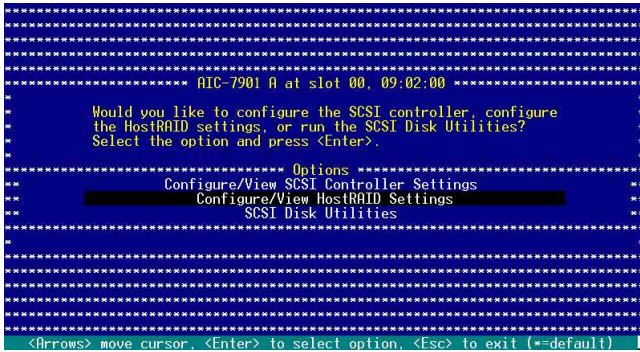 AIC-7901 A at slot 00, 09:02:00
Would you like to configure the SCSI controller, configure
the HostRAID settings, or run the SCSI Disk Utilities?
Select the option and press <Enter>.
Options
Configure/View SCSI Controller Settings
Configure/View HostRAID Settings
SCSI Disk Utilities
<Arrows> move cursor, <Enter> to select option, <Esc> to exit (*=default)